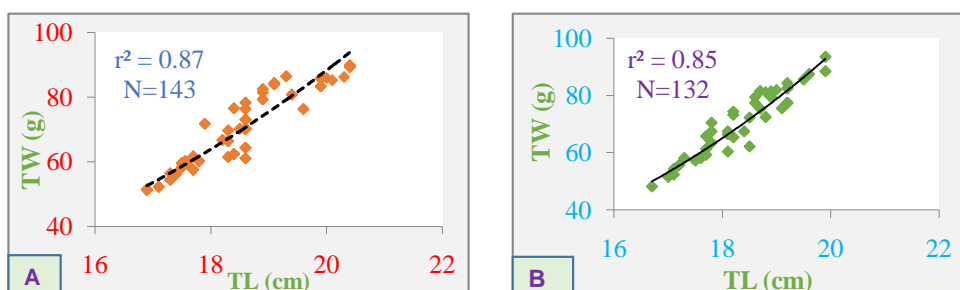 100
80
60
40
TW (g)
r² = 0.87
N=143
16
18
20
22
TL (cm)
A
100
80
60
40
TW (g)
r² = 0.85
N=132
16
18
20
22
TL (cm)
B